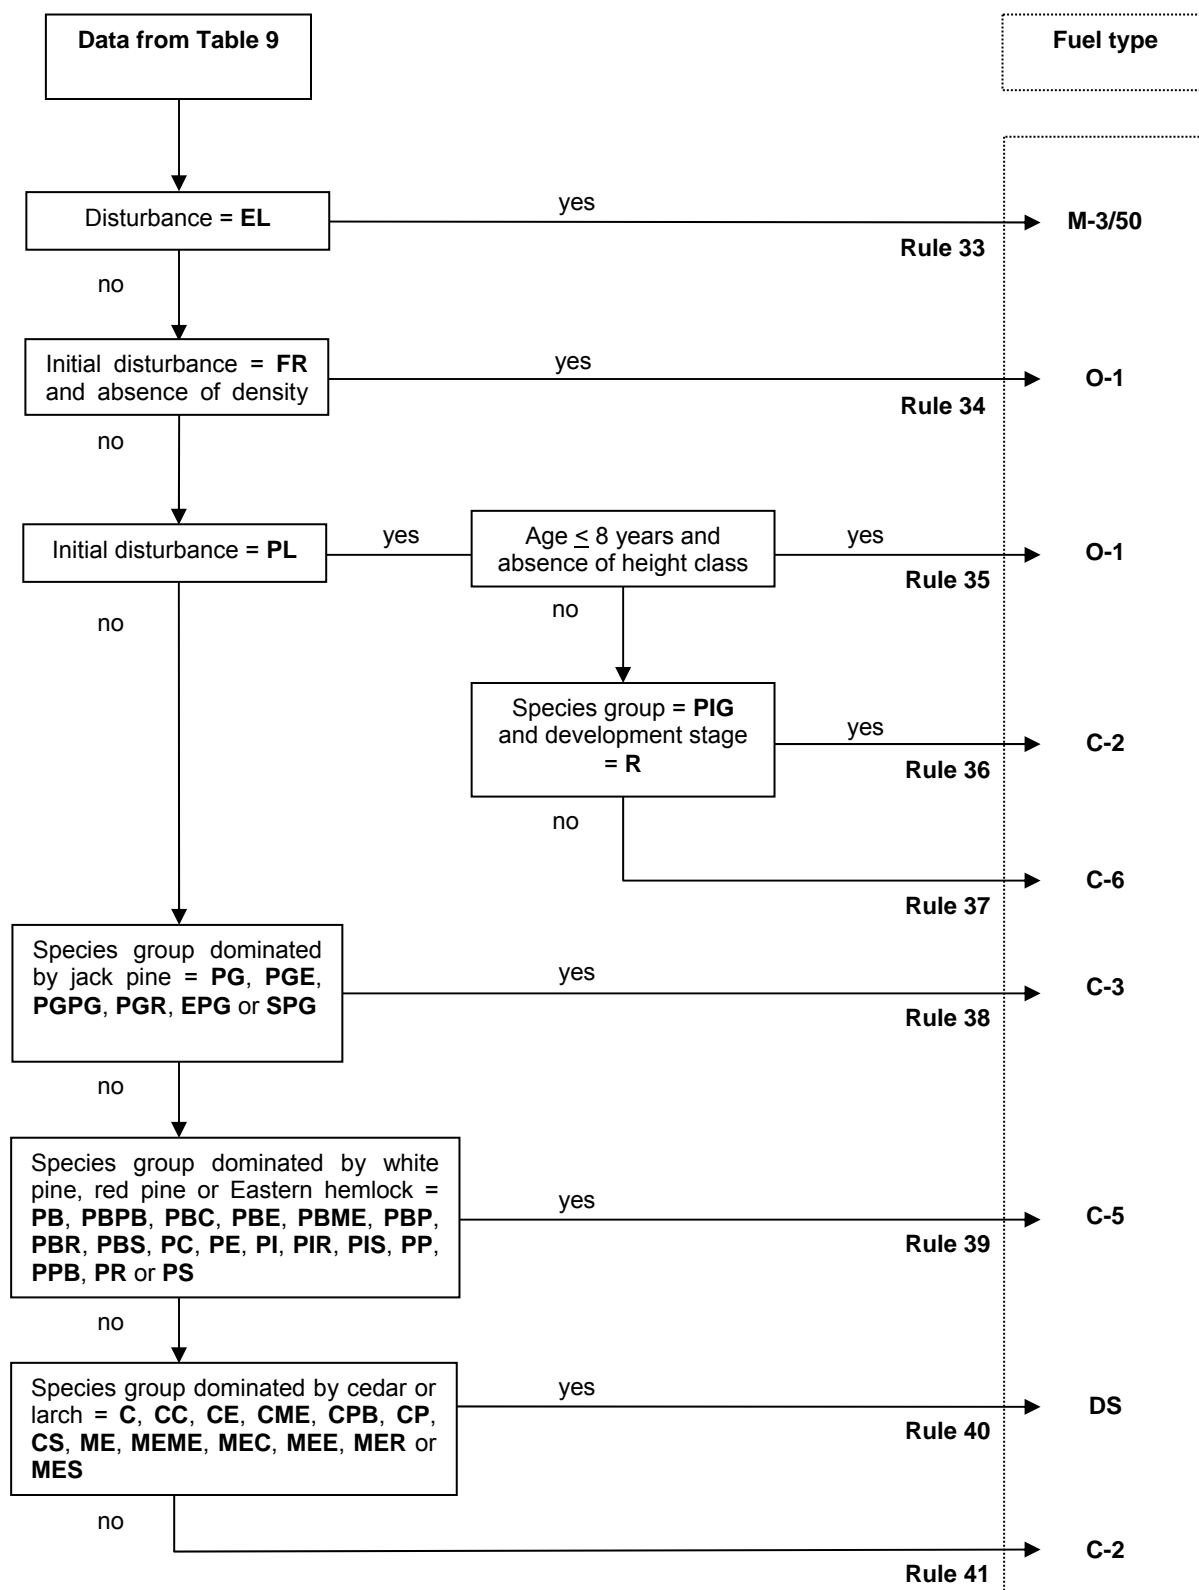 Data from Table 9
Fuel type
Disturbance = EL
yes
Rule 33
M-3/50
no
Initial disturbance = FR
and absence of density
yes
Rule 34
O-1
no
Initial disturbance = PL
yes
Age ≤ 8 years and
absence of height class
yes
Rule 35
O-1
no
no
Species group = PIG
and development stage
= R
yes
Rule 36
C-2
no
Rule 37
C-6
Species group dominated
by jack pine = PG, PGE,
PGPG, PGR, EPG or SPG
yes
Rule 38
C-3
no
Species group dominated by white
pine, red pine or Eastern hemlock =
PB, PBPB, PBC, PBE, PBME, PBP,
PBR, PBS, PC, PE, PI, PIR, PIS, PP,
PPB, PR or PS
yes
Rule 39
C-5
no
Species group dominated by cedar or
larch = C, CC, CE, CME, CPB, CP,
CS, ME, MEME, MEC, MEE, MER or
MES
yes
Rule 40
DS
no
Rule 41
C-2